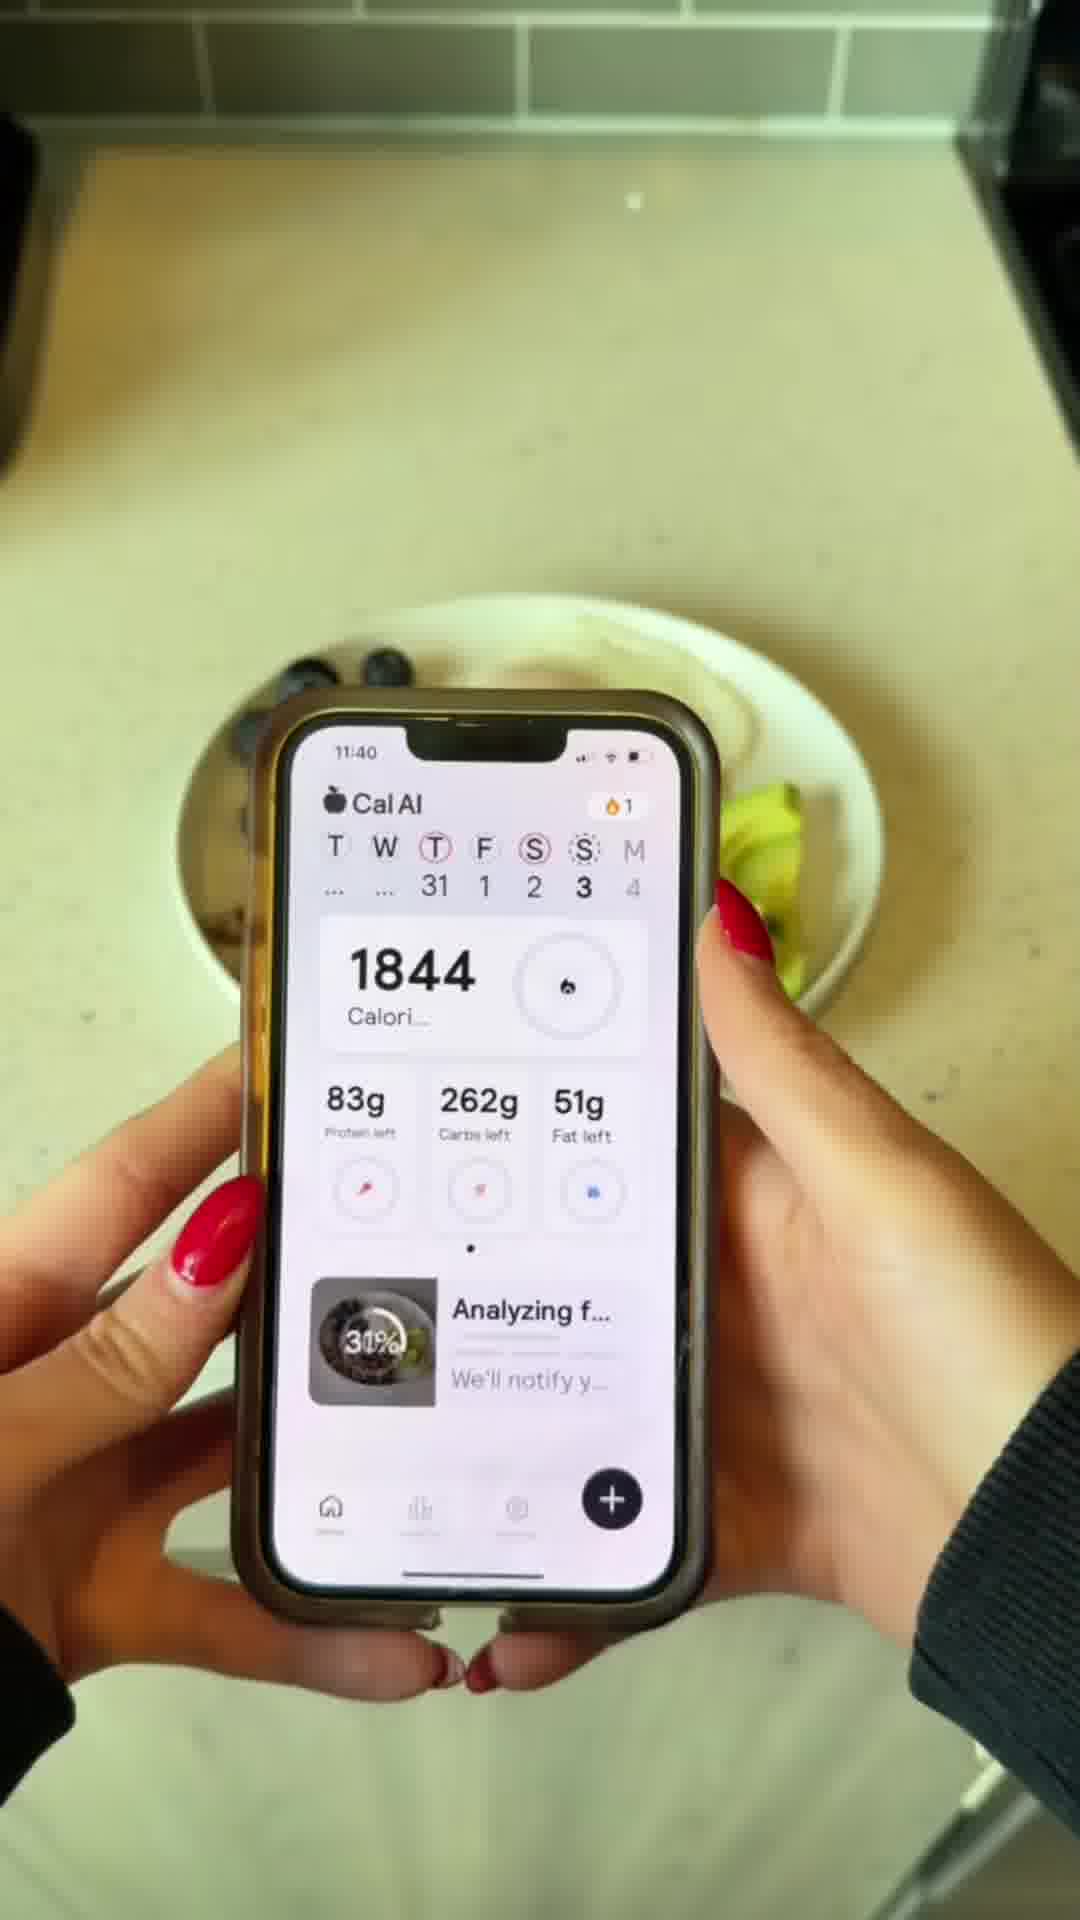 11:40
Cal AI
1
T W T F S S M
... ... 31 1 2 3 4
1844
Calori...
83g 262g 51g
Protein left Carbs left Fat left
31%
Analyzing f...
We'll notify y...